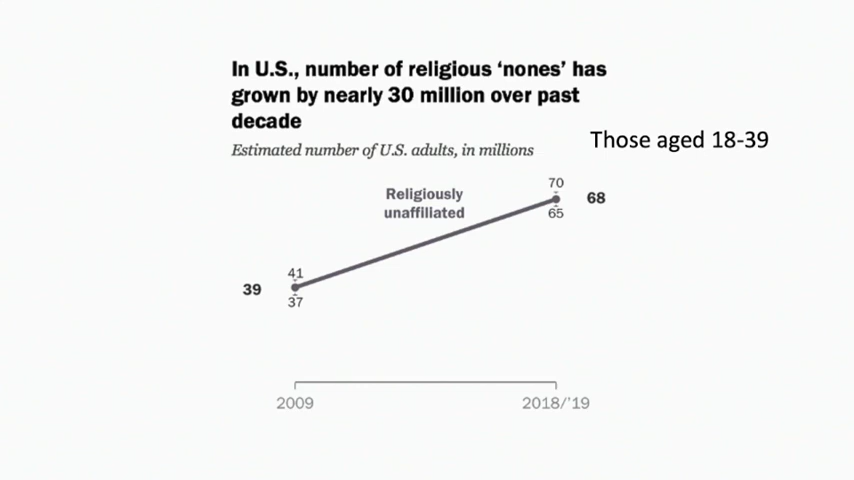 In U.S., number of religious ‘nones’ has
grown by nearly 30 million over past
decade
Estimated number of U.S. adults, in millions
Those aged 18-39
Religiously
unaffiliated
70
68
65
41
39
37
2009
2018/’19